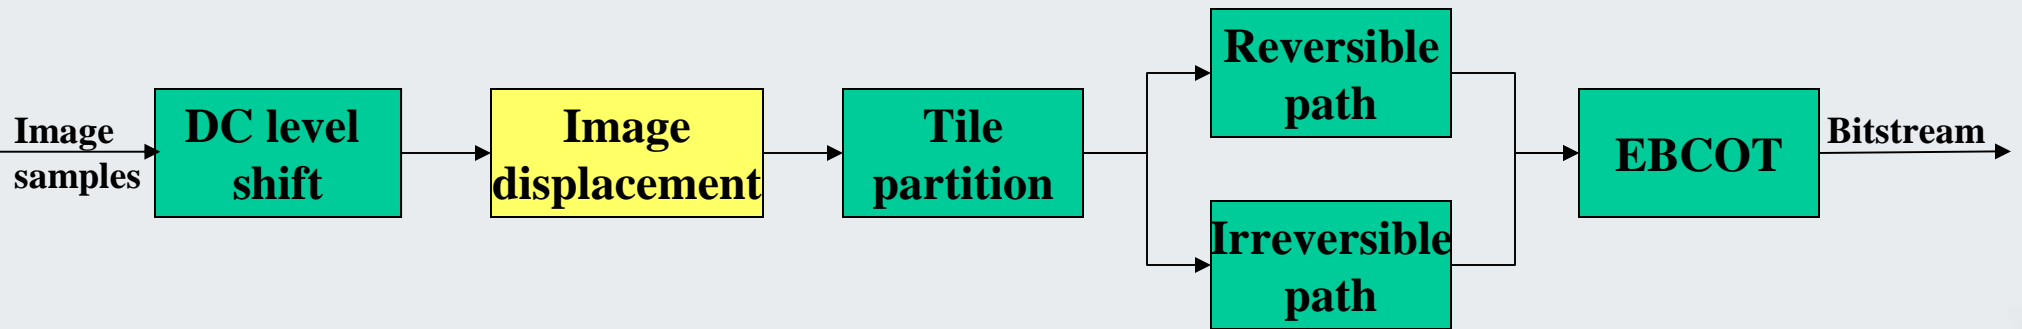 Image
samples
DC level
shift
Image
displacement
Tile
partition
Reversible
path
Irreversible
path
EBCOT
Bitstream